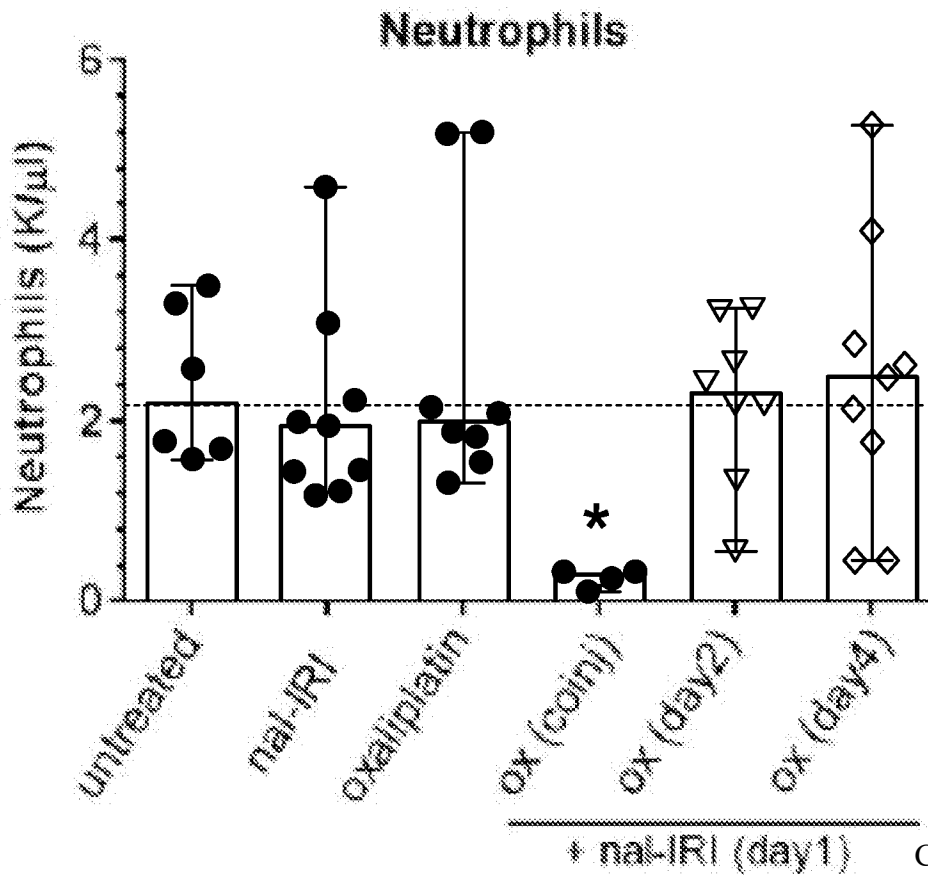 Neutrophils
Neutrophils (K/µl)
6
4
2
0
*
untreated
nal-IRI
oxaliplatin
ox (coinj)
ox (day2)
ox (day4)
+ nal-IRI (day1)